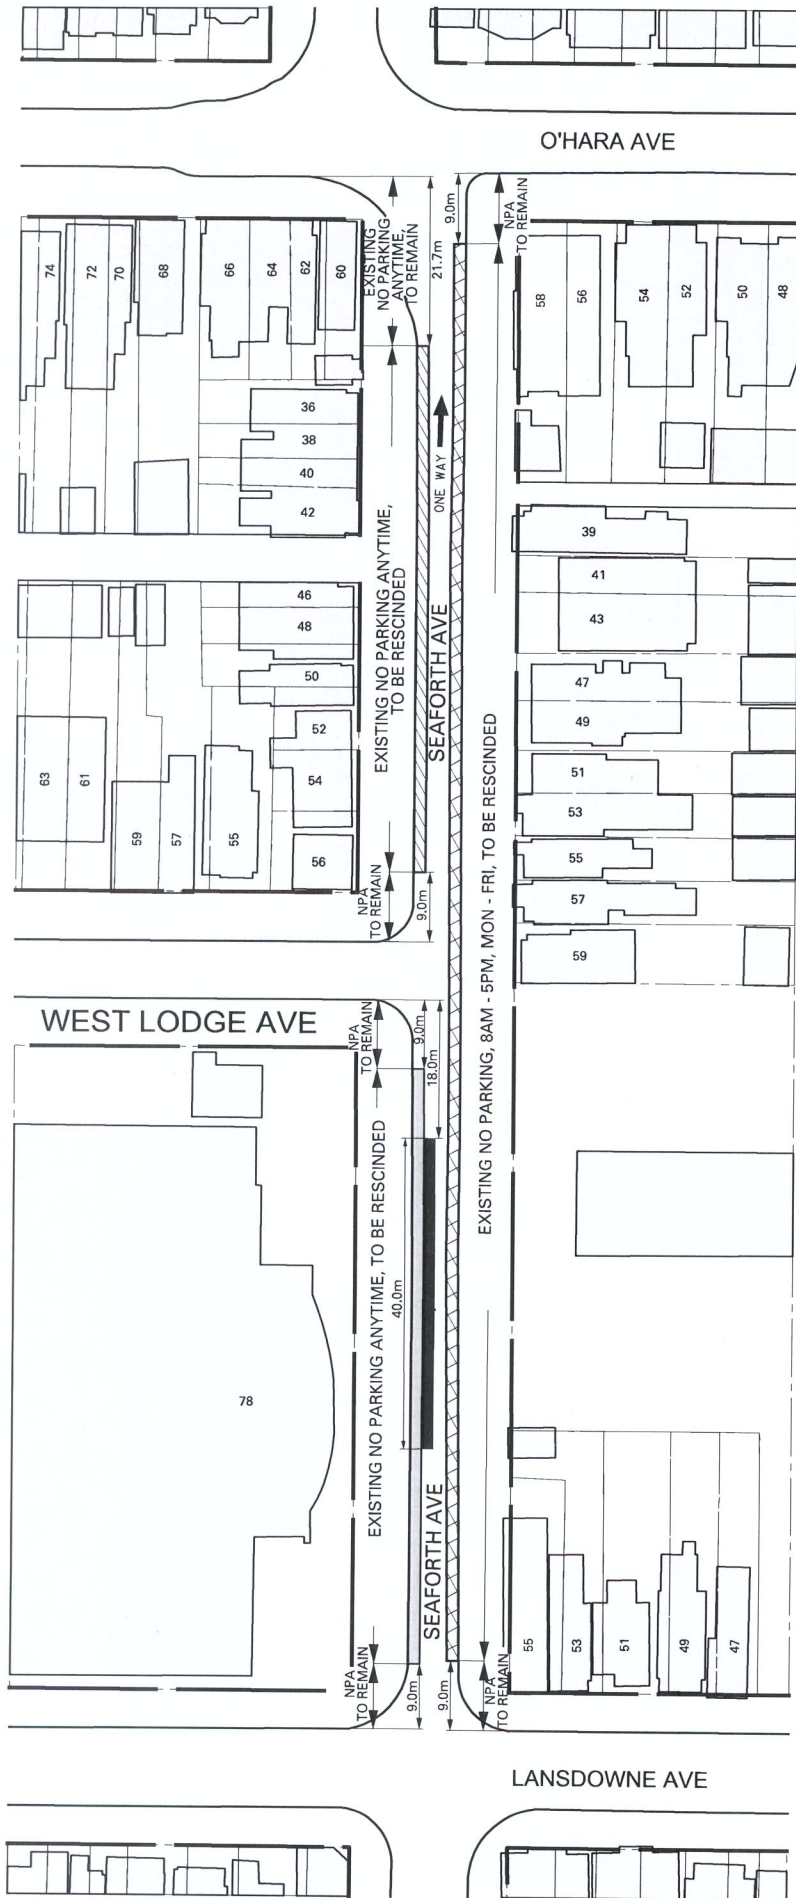 O'HARA AVE
9.0m
NPA
TO REMAIN
EXISTING
NO PARKING
ANYTIME,
TO REMAIN
21.7m
74
72
70
68
66
64
62
60
58
56
54
52
50
48
36
38
40
42
ONE WAY
39
41
43
EXISTING NO PARKING ANYTIME,
TO BE RESCINDED
SEAFORTH AVE
46
48
50
52
54
56
63
61
59
57
55
47
49
51
53
55
57
59
EXISTING NO PARKING, 8AM - 5PM, MON - FRI, TO BE RESCINDED
NPA
TO REMAIN
9.0m
WEST LODGE AVE
NPA
TO REMAIN
9.0m
18.0m
EXISTING NO PARKING ANYTIME, TO BE RESCINDED
40.0m
78
SEAFORTH AVE
55
53
51
49
47
NPA
TO REMAIN
9.0m
9.0m
NPA
TO REMAIN
LANSDOWNE AVE